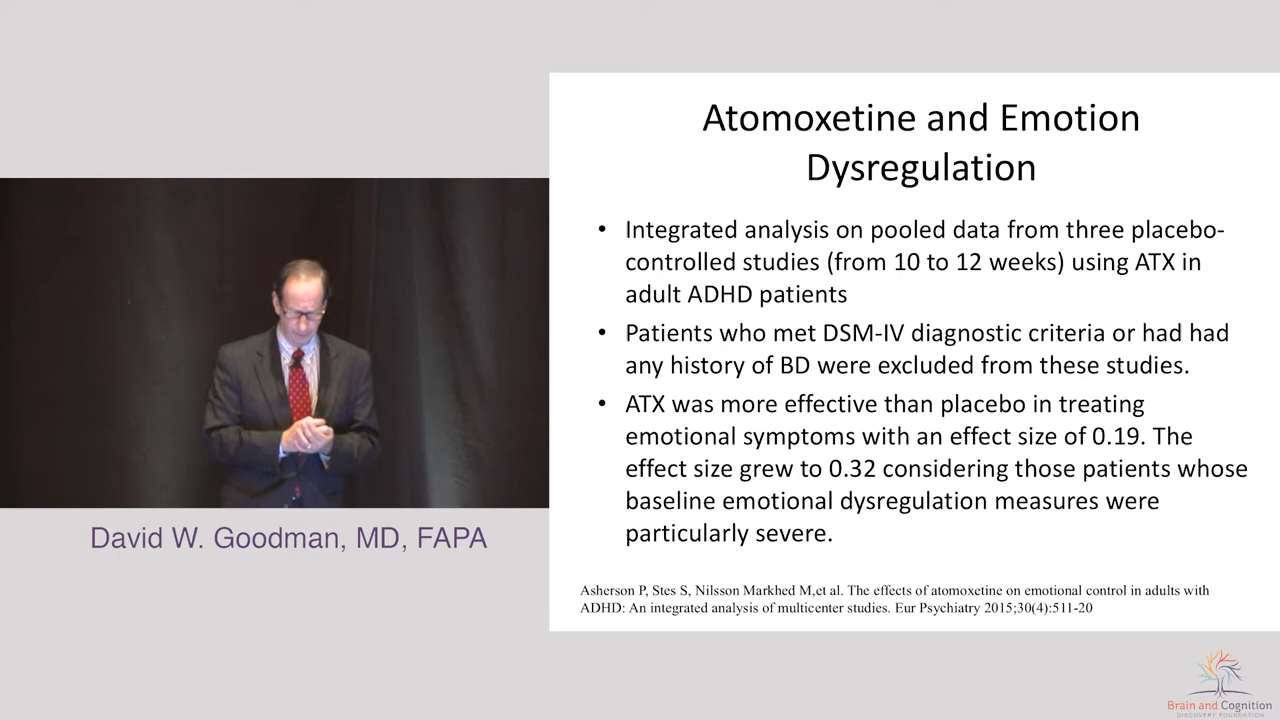 Atomoxetine and Emotion
Dysregulation
• Integrated analysis on pooled data from three placebo-
controlled studies (from 10 to 12 weeks) using ATX in
adult ADHD patients
• Patients who met DSM-IV diagnostic criteria or had had
any history of BD were excluded from these studies.
• ATX was more effective than placebo in treating
emotional symptoms with an effect size of 0.19. The
effect size grew to 0.32 considering those patients whose
baseline emotional dysregulation measures were
particularly severe.
Asherson P, Stes S, Nilsson Markhed M,et al. The effects of atomoxetine on emotional control in adults with
ADHD: An integrated analysis of multicenter studies. Eur Psychiatry 2015;30(4):511-20
David W. Goodman, MD, FAPA
Brain and Cognition
DISCOVERY FOUNDATION